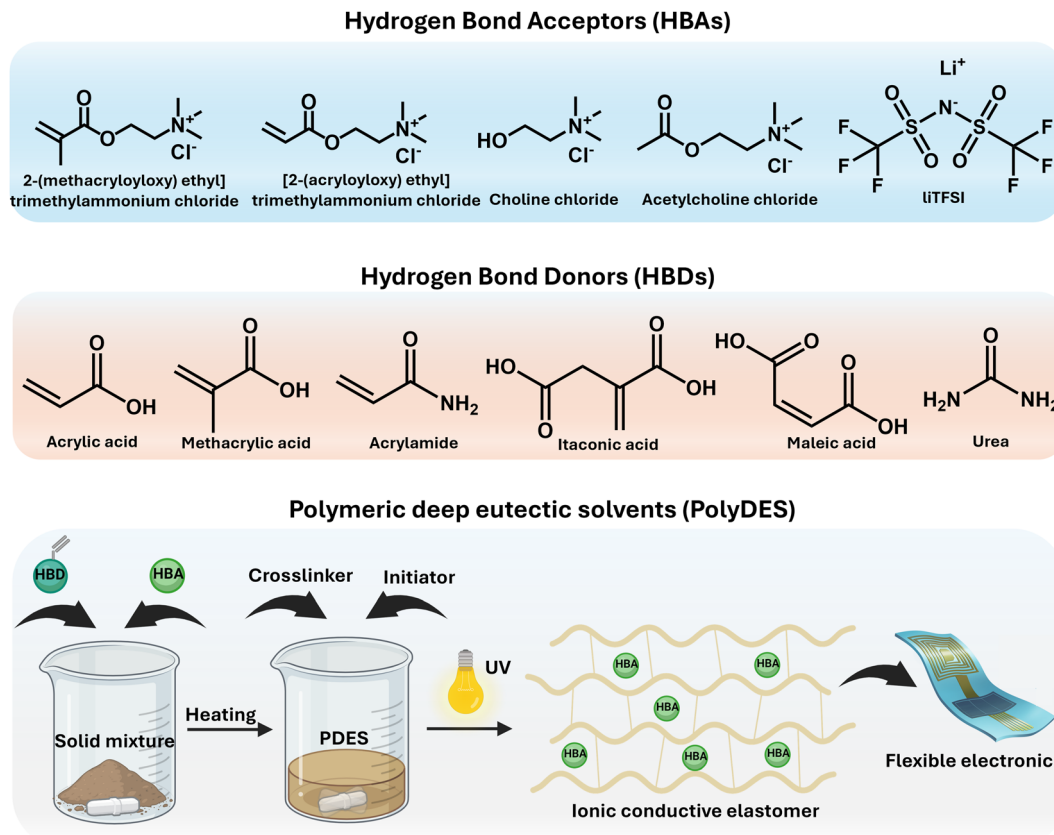 Hydrogen Bond Acceptors (HBAs)
Li⁺
O
O
N⁺
Cl⁻
O
O
N⁺
Cl⁻
HO
N⁺
Cl⁻
O
O
N⁺
Cl⁻
O
N⁻
O
F
S
S
F
F
O
O
F
F
F
2-(methacryloyloxy) ethyl]
trimethylammonium chloride
[2-(acryloyloxy) ethyl]
trimethylammonium chloride
Choline chloride
Acetylcholine chloride
liTFSI
Hydrogen Bond Donors (HBDs)
O
OH
O
OH
O
NH₂
HO
O
O
OH
HO
O
O
OH
O
H₂N
NH₂
Acrylic acid
Methacrylic acid
Acrylamide
Itaconic acid
Maleic acid
Urea
Polymeric deep eutectic solvents (PolyDES)
HBD
HBA
Crosslinker
Initiator
Solid mixture
Heating
PDES
UV
HBA
HBA
HBA
HBA
HBA
HBA
Ionic conductive elastomer
Flexible electronic